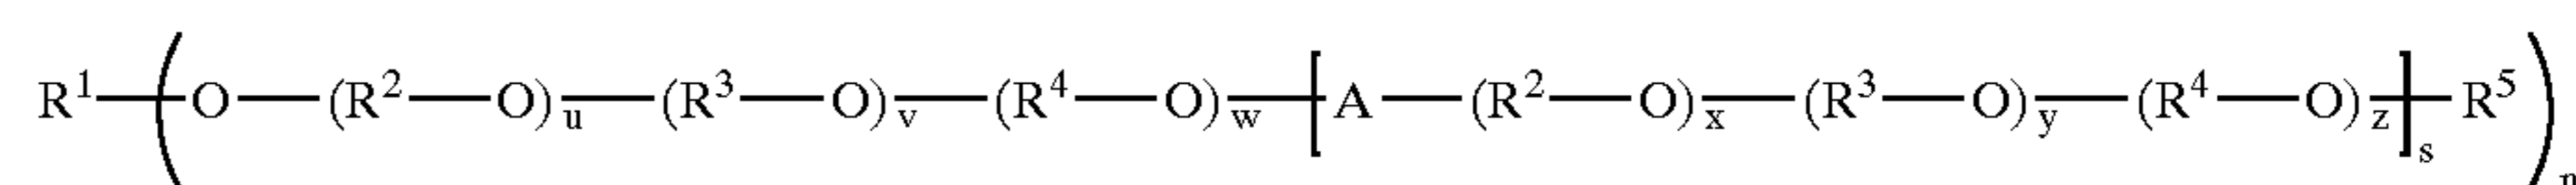 R¹—(O—(R²—O)ᵤ—(R³—O)ᵥ—(R⁴—O)w—[A—(R²—O)ₓ—(R³—O)y—(R⁴—O)z]ₛ—R⁵)